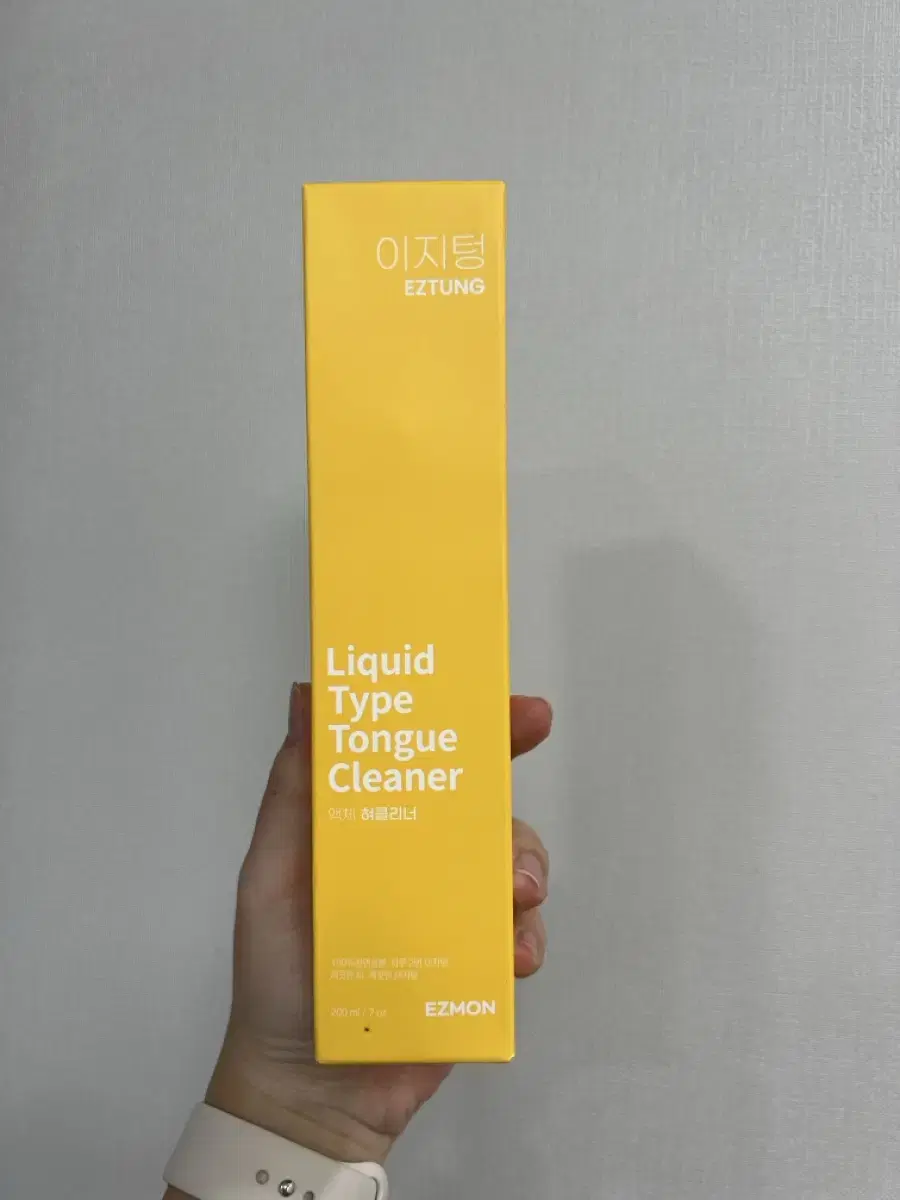 이지텅
EZTUNG
Liquid
Type
Tongue
Cleaner
액체 혀클리너
200 ml / 7 oz
EZMON